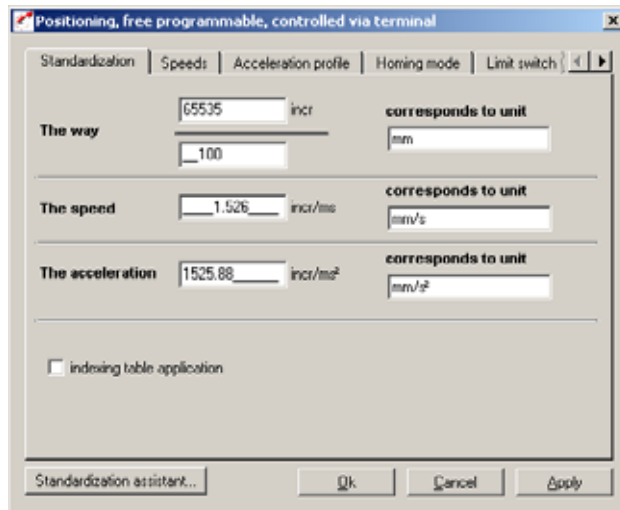 Positioning, free programmable, controlled via terminal
Standardization Speeds Acceleration profile Homing mode Limit switch
The way 65535 incr corresponds to unit
__100 mm
The speed ____1.526____ incr/ms corresponds to unit
mm/s
The acceleration 1525.88______ incr/ms² corresponds to unit
mm/s²
indexing table application
Standardization assistant... Ok Cancel Apply